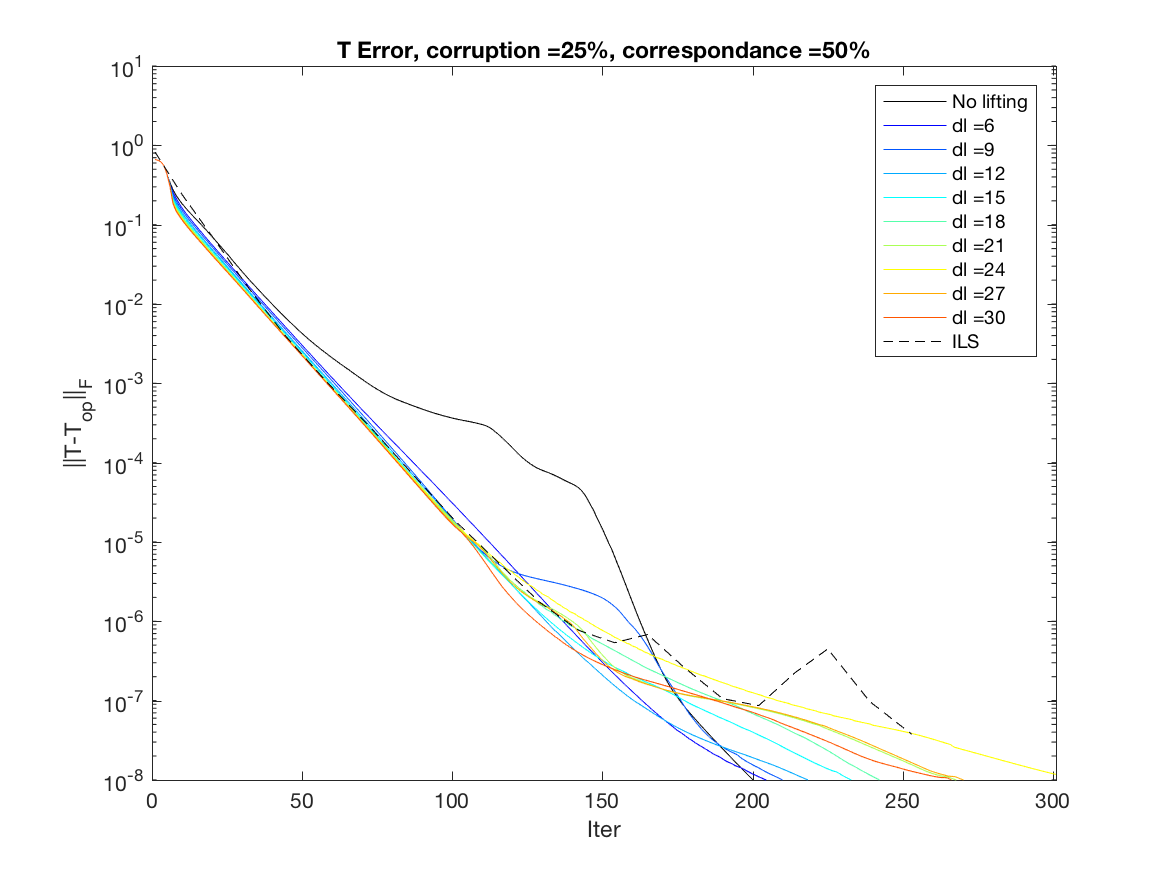 T Error, corruption =25%, correspondance =50%
10^1
10^0
10^-1
10^-2
10^-3
10^-4
10^-5
10^-6
10^-7
10^-8
||T-T_op||_F
0 50 100 150 200 250 300
Iter
No lifting
dl =6
dl =9
dl =12
dl =15
dl =18
dl =21
dl =24
dl =27
dl =30
ILS